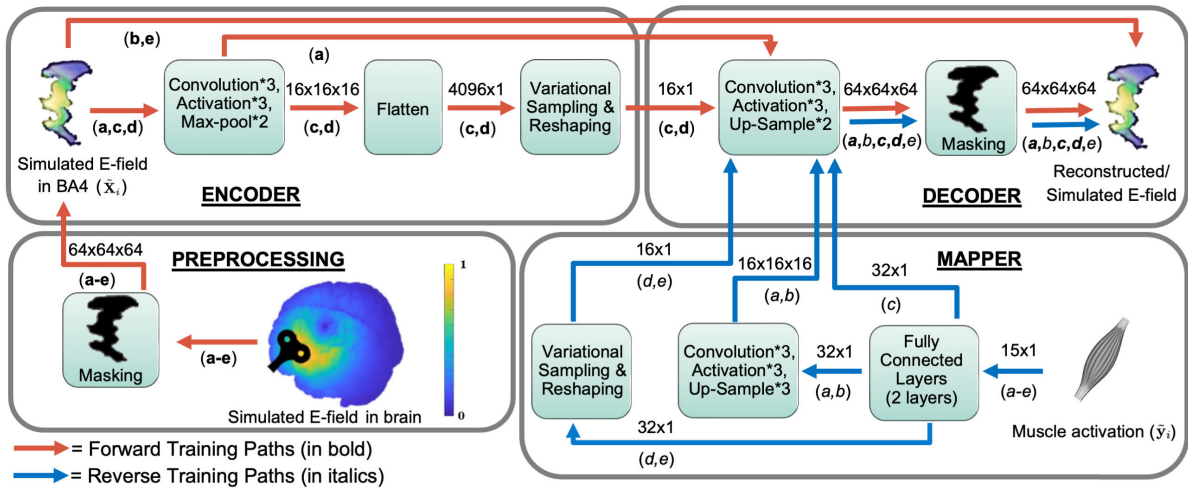 (b,e)
(a)
Convolution*3,
Activation*3,
Max-pool*2
16x16x16
(c,d)
Flatten
4096x1
(c,d)
Variational
Sampling &
Reshaping
(a,c,d)
Simulated E-field
in BA4 (x̃ᵢ)
ENCODER
16x1
(c,d)
Convolution*3,
Activation*3,
Up-Sample*2
64x64x64
(a,b,c,d,e)
Masking
64x64x64
(a,b,c,d,e)
Reconstructed/
Simulated E-field
DECODER
64x64x64
(a-e)
PREPROCESSING
Masking
(a-e)
1
0
Simulated E-field in brain
MAPPER
16x1
(d,e)
16x16x16
(a,b)
32x1
(c)
Variational
Sampling &
Reshaping
Convolution*3,
Activation*3,
Up-Sample*3
32x1
(a,b)
Fully
Connected
Layers
(2 layers)
15x1
(a-e)
Muscle activation (ỹᵢ)
32x1
(d,e)
= Forward Training Paths (in bold)
= Reverse Training Paths (in italics)